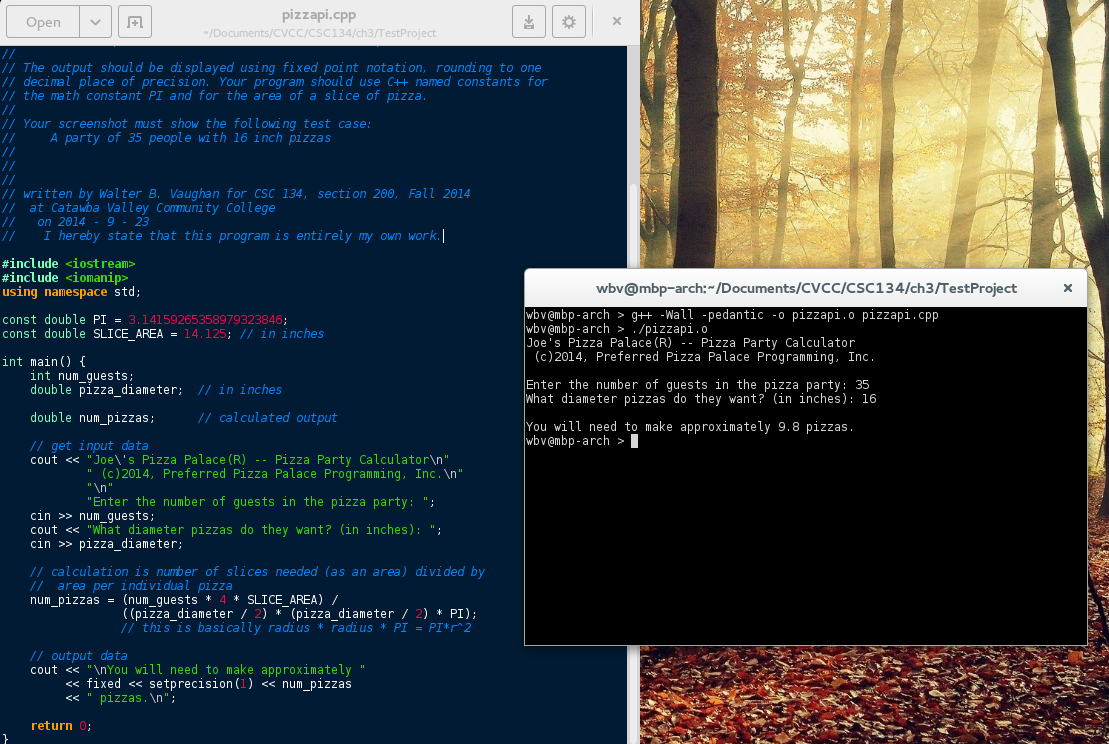 Open
pizzapi.cpp
~/Documents/CVCC/CSC134/ch3/TestProject
//
// The output should be displayed using fixed point notation, rounding to one
// decimal place of precision. Your program should use C++ named constants for
// the math constant PI and for the area of a slice of pizza.
//
// Your screenshot must show the following test case:
//     A party of 35 people with 16 inch pizzas
//
//
//
// written by Walter B. Vaughan for CSC 134, section 200, Fall 2014
//  at Catawba Valley Community College
//   on 2014 - 9 - 23
//    I hereby state that this program is entirely my own work.
#include <iostream>
#include <iomanip>
using namespace std;
const double PI = 3.14159265358979323846;
const double SLICE_AREA = 14.125; // in inches
int main() {
    int num_guests;
    double pizza_diameter;  // in inches
    double num_pizzas;      // calculated output
    // get input data
    cout << "Joe\'s Pizza Palace(R) -- Pizza Party Calculator\n"
            " (c)2014, Preferred Pizza Palace Programming, Inc.\n"
            "\n"
            "Enter the number of guests in the pizza party: ";
    cin >> num_guests;
    cout << "What diameter pizzas do they want? (in inches): ";
    cin >> pizza_diameter;
    // calculation is number of slices needed (as an area) divided by
    //  area per individual pizza
    num_pizzas = (num_guests * 4 * SLICE_AREA) /
                 ((pizza_diameter / 2) * (pizza_diameter / 2) * PI);
                 // this is basically radius * radius * PI = PI*r^2
    // output data
    cout << "\nYou will need to make approximately "
         << fixed << setprecision(1) << num_pizzas
         << " pizzas.\n";
    return 0;
}
wbv@mbp-arch:~/Documents/CVCC/CSC134/ch3/TestProject
wbv@mbp-arch > g++ -Wall -pedantic -o pizzapi.o pizzapi.cpp
wbv@mbp-arch > ./pizzapi.o
Joe's Pizza Palace(R) -- Pizza Party Calculator
 (c)2014, Preferred Pizza Palace Programming, Inc.
Enter the number of guests in the pizza party: 35
What diameter pizzas do they want? (in inches): 16
You will need to make approximately 9.8 pizzas.
wbv@mbp-arch >